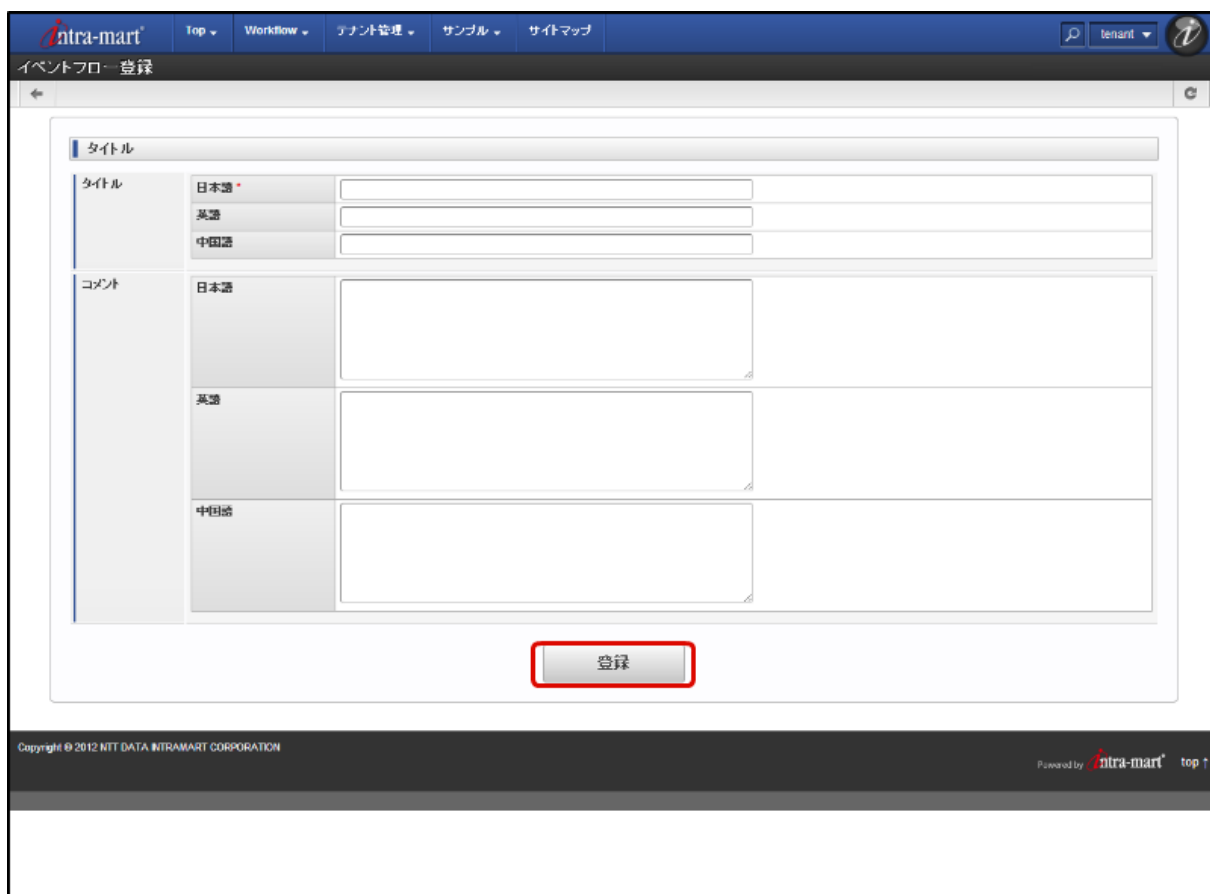 intra-mart Top Workflow テナント管理 サンプル サイトマップ tenant
イベントフロー登録
タイトル
タイトル 日本語 *
英語
中国語
コメント 日本語
英語
中国語
登録
Copyright © 2012 NTT DATA INTRAMART CORPORATION
Powered by intra-mart top ↑